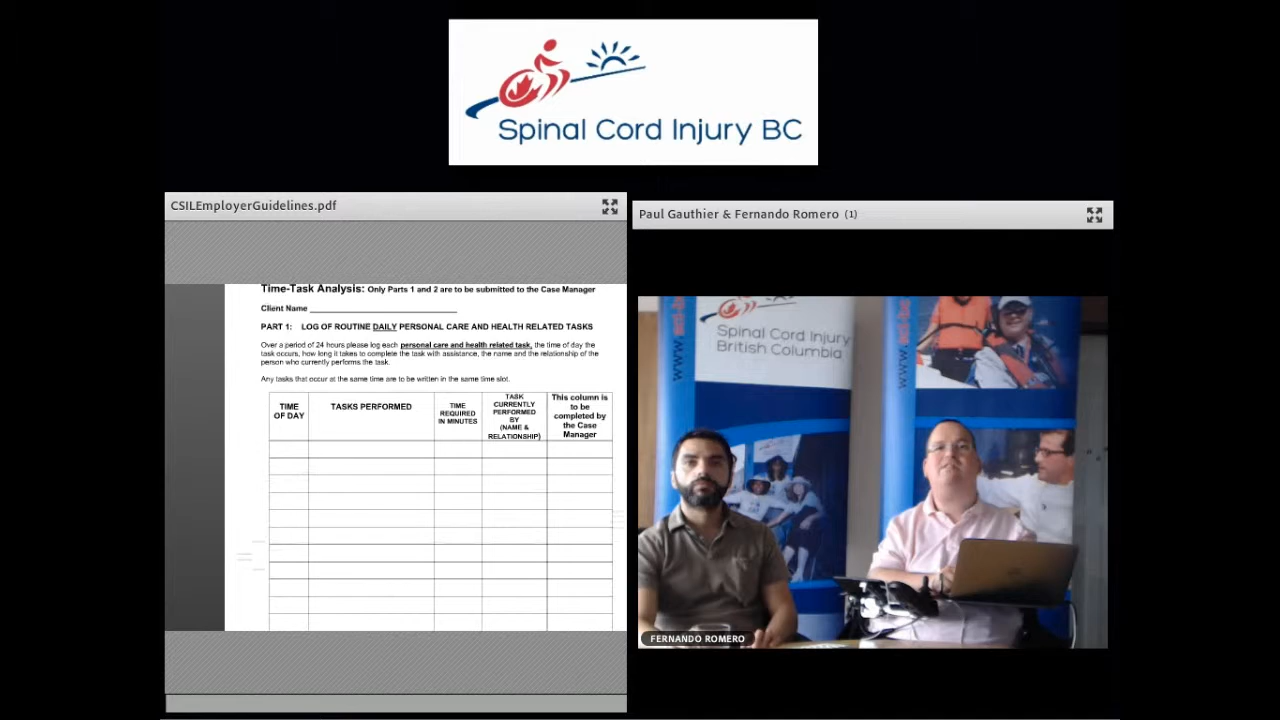 Spinal Cord Injury BC
CSILEmployerGuidelines.pdf
Time-Task Analysis: Only Parts 1 and 2 are to be submitted to the Case Manager
Client Name
PART 1: LOG OF ROUTINE DAILY PERSONAL CARE AND HEALTH RELATED TASKS
Over a period of 24 hours please log each personal care and health related task, the time of day the
task occurs, how long it takes to complete the task with assistance, the name and the relationship of the
person who currently performs the task.
Any tasks that occur at the same time are to be written in the same time slot.
TIME
OF DAY
TASKS PERFORMED
TIME
REQUIRED
IN MINUTES
TASK
CURRENTLY
PERFORMED
BY
(NAME &
RELATIONSHIP)
This column is
to be
completed by
the Case
Manager
Paul Gauthier & Fernando Romero (1)
www.sci-bc
Spinal Cord Injury
British Columbia
www.sci-bc
FERNANDO ROMERO